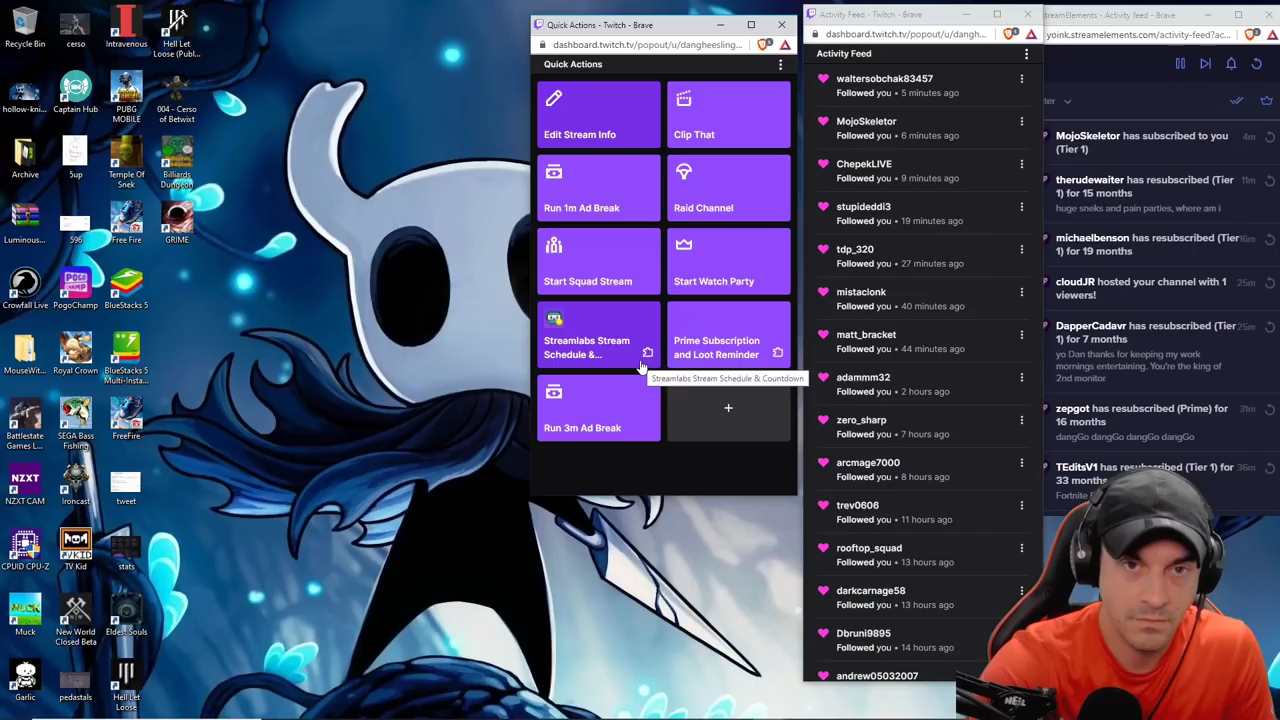 Recycle Bin
cerso
Intravenous
Hell Let
Loose (Publ...
hollow-kni...
Captain Hub
PUBG
MOBILE
004 - Cerso
of Betwixt
Archive
5up
Temple Of
Snek
Billiards
Dungeon
Luminous...
596
Free Fire
GRIME
Crowfall Live
PogoChamp
BlueStacks 5
MouseWit...
Royal Crown
BlueStacks 5
Multi-Insta...
Battlestate
Games L...
SEGA Bass
Fishing
FreeFire
NZXT CAM
Ironcast
tweet
CPUID CPU-Z
TV Kid
stats
Muck
New World
Closed Beta
Eldest Souls
Garlic
pedastals
Hell Let
Loose
Quick Actions - Twitch - Brave
dashboard.twitch.tv/popout/u/dangheesling...
Quick Actions
Edit Stream Info
Clip That
Run 1m Ad Break
Raid Channel
Start Squad Stream
Start Watch Party
Streamlabs Stream
Schedule &...
Prime Subscription
and Loot Reminder
Streamlabs Stream Schedule & Countdown
Run 3m Ad Break
Activity Feed - Twitch - Brave
dashboard.twitch.tv/popout/u/dangh...
Activity Feed
waltersobchak83457
Followed you • 5 minutes ago
MojoSkeletor
Followed you • 6 minutes ago
ChepekLIVE
Followed you • 9 minutes ago
stupideddi3
Followed you • 19 minutes ago
tdp_320
Followed you • 27 minutes ago
mistaclonk
Followed you • 40 minutes ago
matt_bracket
Followed you • 44 minutes ago
adammm32
Followed you • 2 hours ago
zero_sharp
Followed you • 7 hours ago
arcmage7000
Followed you • 8 hours ago
trev0606
Followed you • 11 hours ago
rooftop_squad
Followed you • 13 hours ago
darkcarnage58
Followed you • 13 hours ago
Dbruni9895
Followed you • 14 hours ago
andrew05032007
treamElements - Activity feed - Brave
yoink.streamelements.com/activity-feed?ac...
ter
MojoSkeletor has subscribed to you 4m
(Tier 1)
therudewaiter has resubscribed (Tier 11m
1) for 15 months
huge sneks and pain parties, where am i
michaelbenson has resubscribed (Tier 16m
1) for 19 months
cloudJR hosted your channel with 1 25m
viewers!
DapperCadavr has resubscribed (Tier 27m
1) for 7 months
yo Dan thanks for keeping my work
mornings entertaining. You're the king of
2nd monitor
zepgot has resubscribed (Prime) for 31m
16 months
dangGo dangGo dangGo
TEditsV1 has resubscribed (Tier 1) for 36m
33 months
Fortnite
HELL